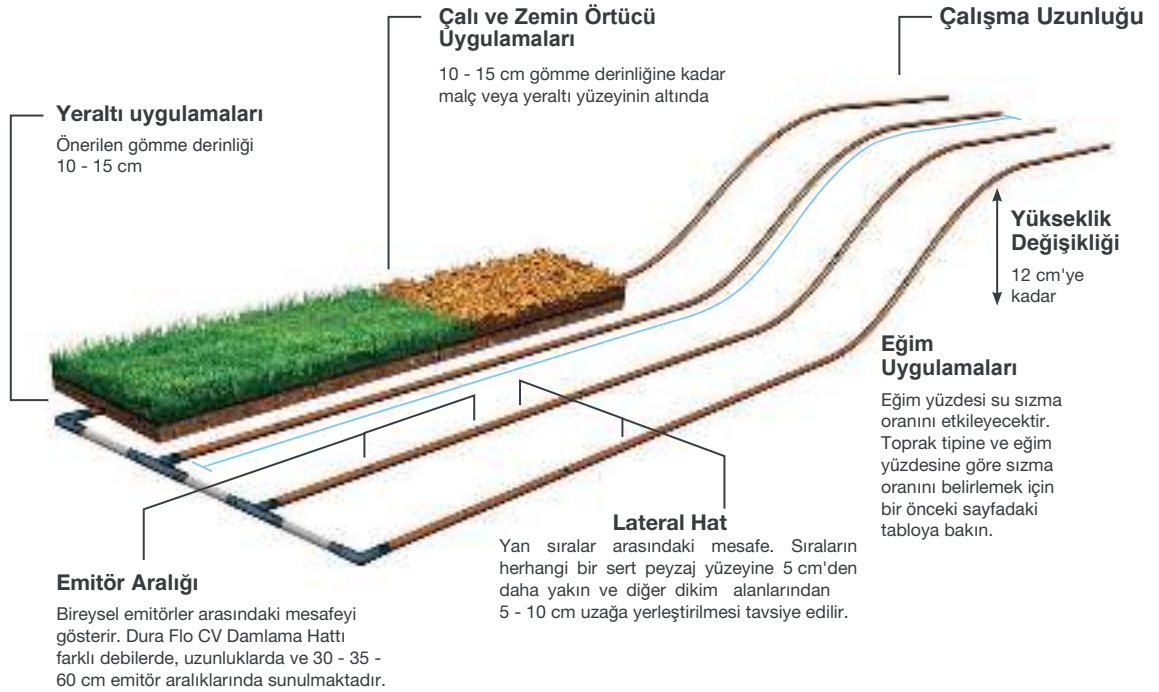 Çalı ve Zemin Örtücü
Uygulamaları
10 - 15 cm gömme derinliğine kadar
malç veya yeraltı yüzeyinin altında
Çalışma Uzunluğu
Yeraltı uygulamaları
Önerilen gömme derinliği
10 - 15 cm
Yükseklik
Değişikliği
12 cm'ye
kadar
Eğim
Uygulamaları
Eğim yüzdesi su sızma
oranını etkileyecektir.
Toprak tipine ve eğim
yüzdesine göre sızma
oranını belirlemek için
bir önceki sayfadaki
tabloya bakın.
Lateral Hat
Yan sıralar arasındaki mesafe. Sıraların
herhangi bir sert peyzaj yüzeyine 5 cm'den
daha yakın ve diğer dikim alanlarından
5 - 10 cm uzağa yerleştirilmesi tavsiye edilir.
Emitör Aralığı
Bireysel emitörler arasındaki mesafeyi
gösterir. Dura Flo CV Damlama Hattı
farklı debilerde, uzunluklarda ve 30 - 35 -
60 cm emitör aralıklarında sunulmaktadır.